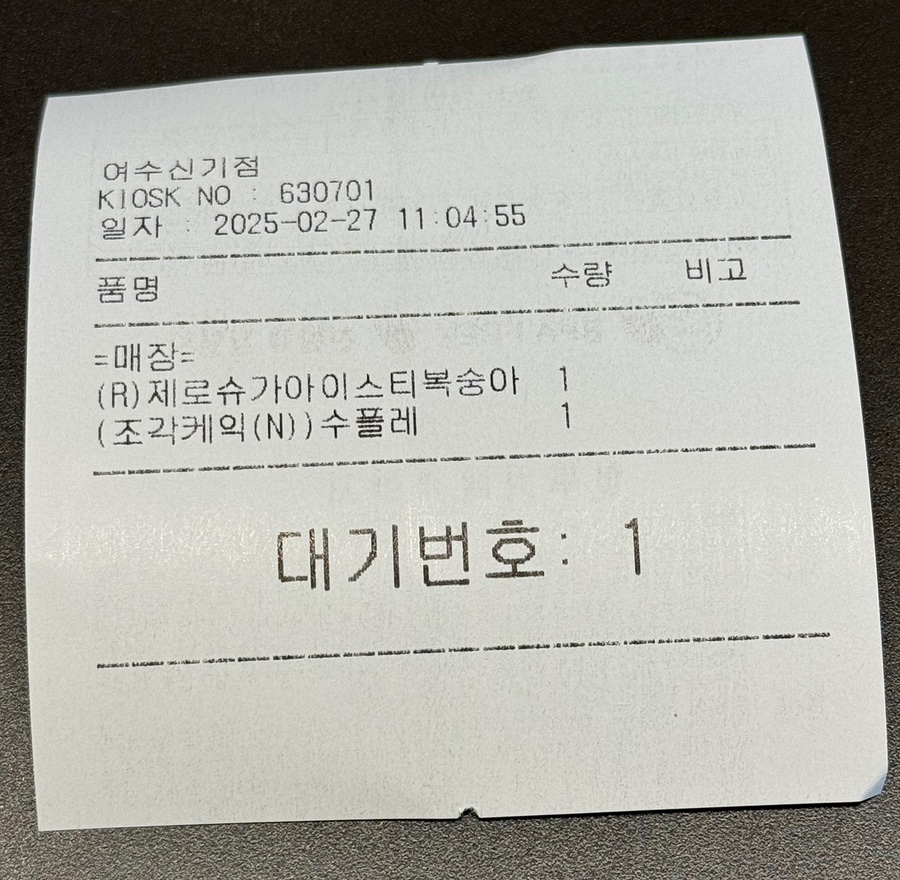 여수신기점
KIOSK NO : 630701
일자 : 2025-02-27 11:04:55
품명 수량 비고
=매장=
(R)제로슈가아이스티복숭아 1
(조각케익(N))수플레 1
대기번호: 1